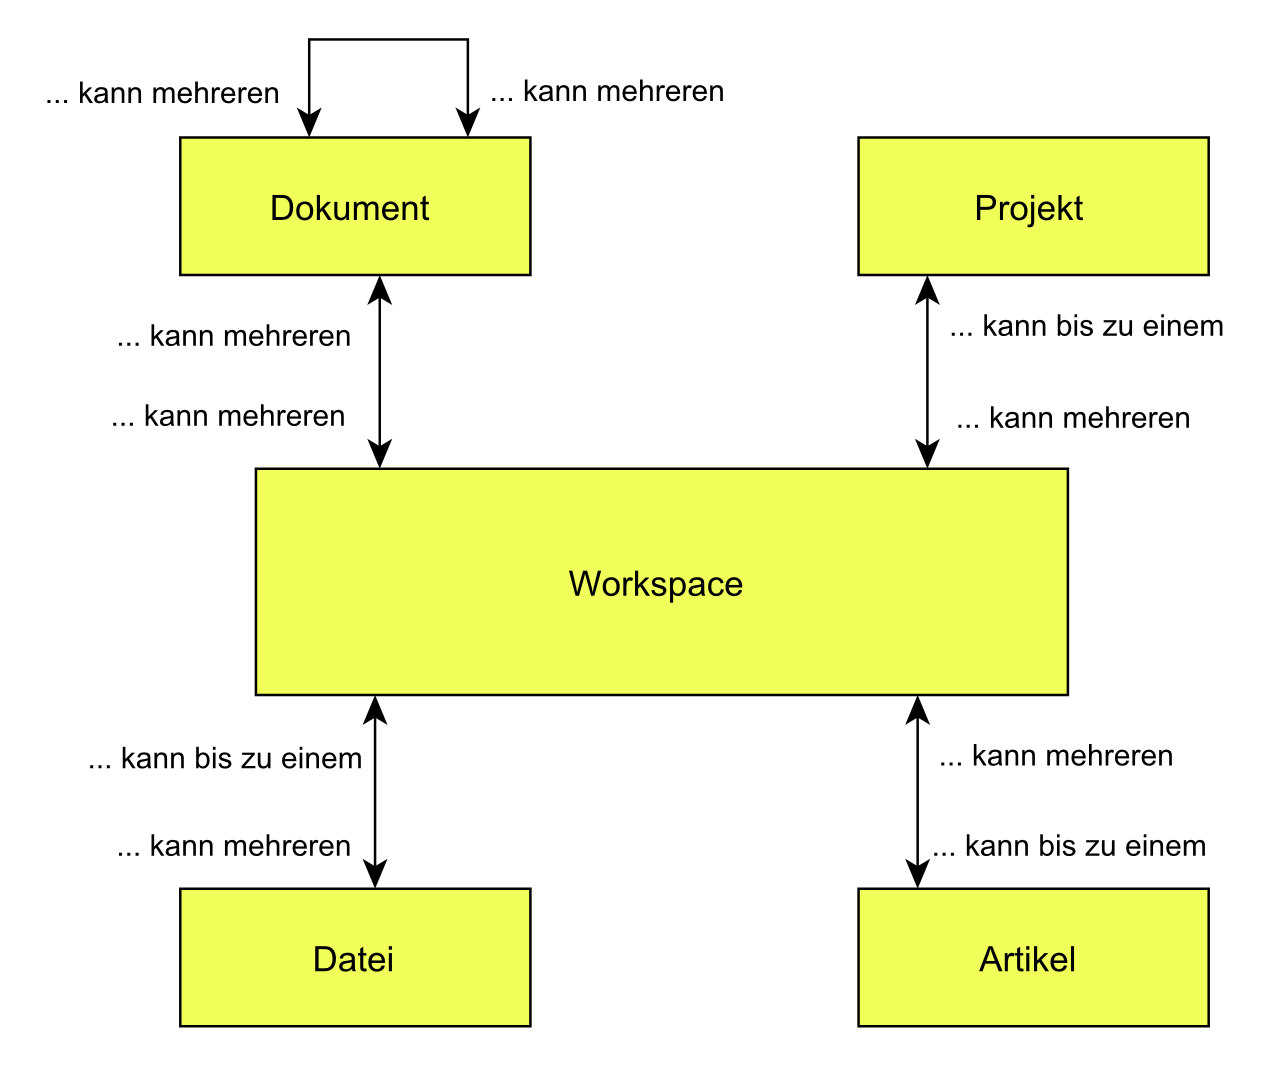 ... kann mehreren
... kann mehreren
Dokument
Projekt
... kann mehreren
... kann bis zu einem
... kann mehreren
... kann mehreren
Workspace
... kann bis zu einem
... kann mehreren
... kann mehreren
... kann bis zu einem
Datei
Artikel